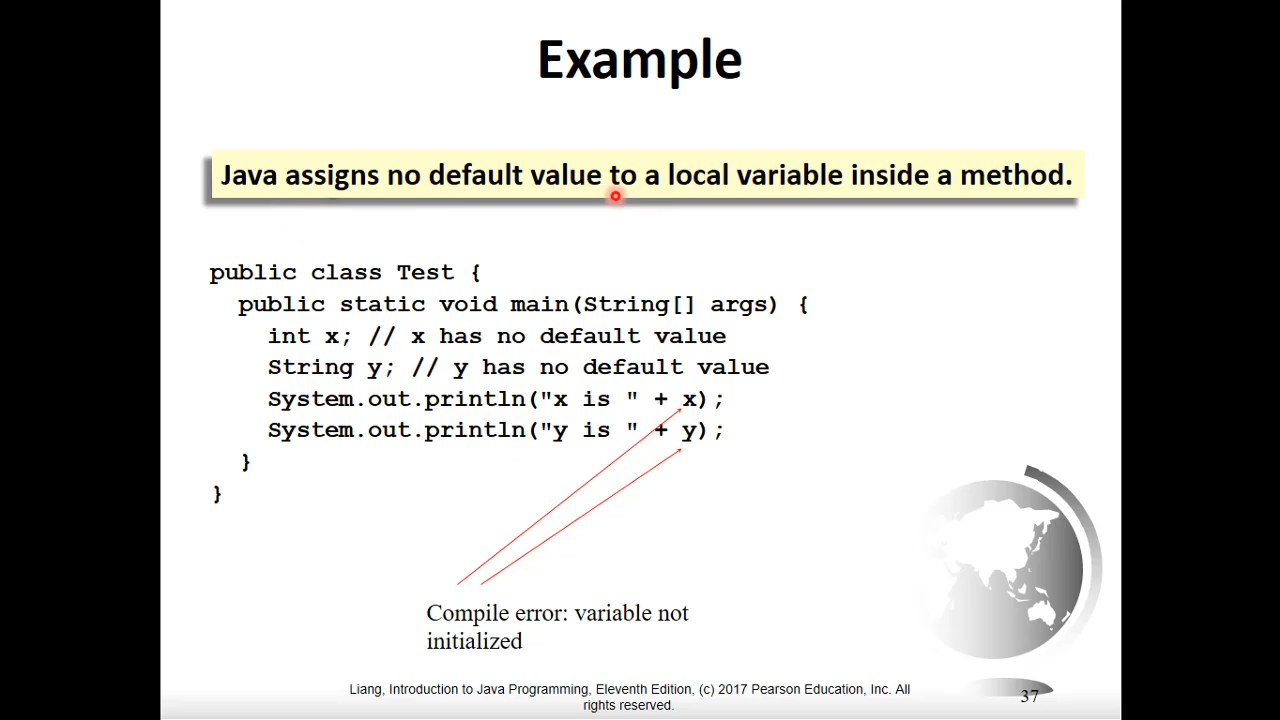 Example
Java assigns no default value to a local variable inside a method.
public class Test {
  public static void main(String[] args) {
    int x; // x has no default value
    String y; // y has no default value
    System.out.println("x is " + x);
    System.out.println("y is " + y);
  }
}
Compile error: variable not
initialized
Liang, Introduction to Java Programming, Eleventh Edition, (c) 2017 Pearson Education, Inc. All
rights reserved.
37